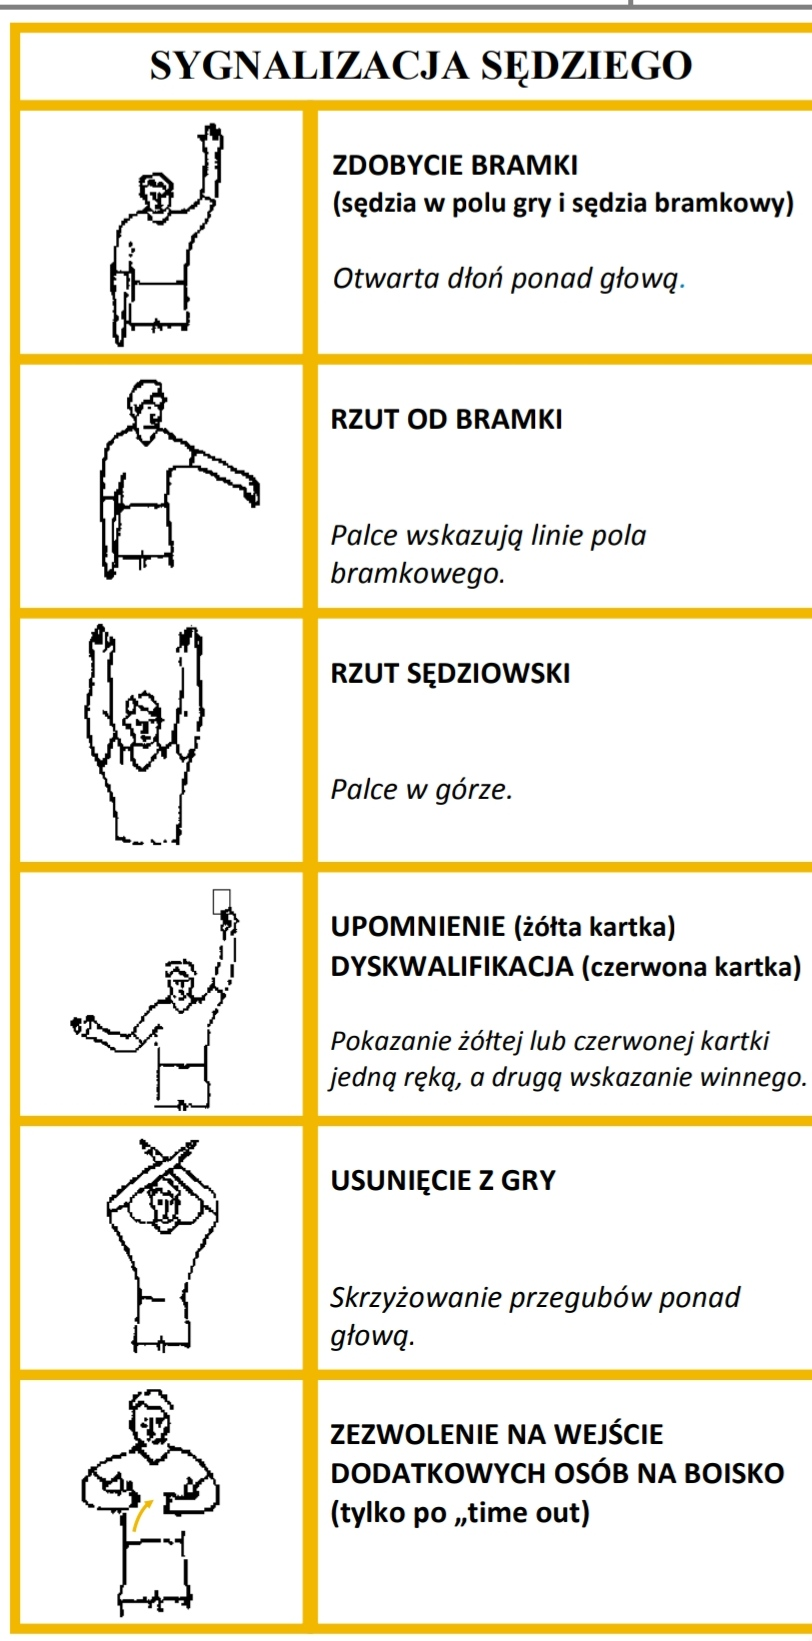 SYGNALIZACJA SĘDZIEGO
ZDOBYCIE BRAMKI
(sędzia w polu gry i sędzia bramkowy)
Otwarta dłoń ponad głową.
RZUT OD BRAMKI
Palce wskazują linie pola
bramkowego.
RZUT SĘDZIOWSKI
Palce w górze.
UPOMNIENIE (żółta kartka)
DYSKWALIFIKACJA (czerwona kartka)
Pokazanie żółtej lub czerwonej kartki
jedną ręką, a drugą wskazanie winnego.
USUNIĘCIE Z GRY
Skrzyżowanie przegubów ponad
głową.
ZEZWOLENIE NA WEJŚCIE
DODATKOWYCH OSÓB NA BOISKO
(tylko po „time out)